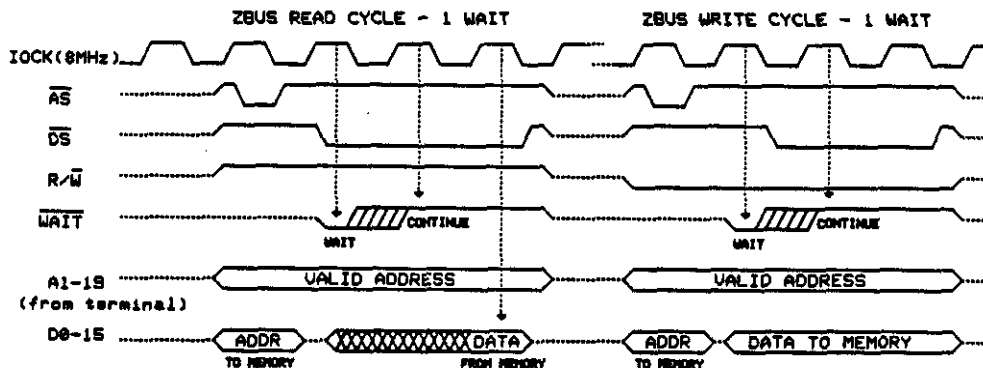 ZBUS READ CYCLE - 1 WAIT
ZBUS WRITE CYCLE - 1 WAIT
IOCK(8MHz)
AS
DS
R/W
WAIT
WAIT
CONTINUE
WAIT
CONTINUE
A1-19
(from terminal)
VALID ADDRESS
VALID ADDRESS
D0-15
ADDR
DATA
ADDR
DATA TO MEMORY
TO MEMORY
FROM MEMORY
TO MEMORY